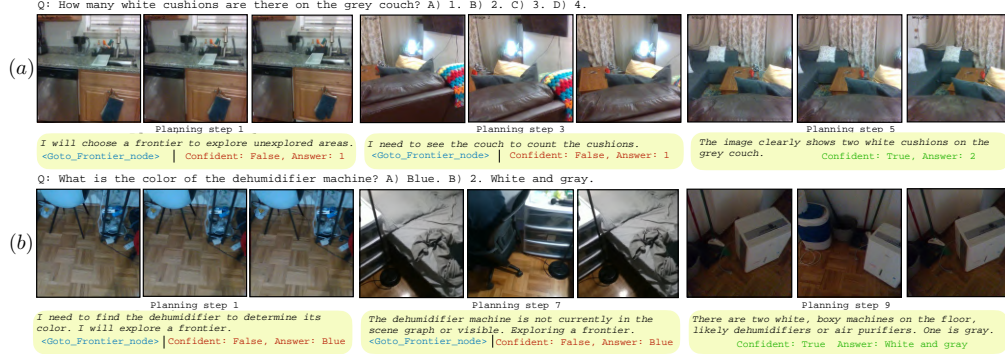 Q: How many white cushions are there on the grey couch? A) 1. B) 2. C) 3. D) 4.
(a)
Planning step 1
I will choose a frontier to explore unexplored areas.
<Goto_Frontier_node> | Confident: False, Answer: 1
Planning step 3
I need to see the couch to count the cushions.
<Goto_Frontier_node> | Confident: False, Answer: 1
Planning step 5
The image clearly shows two white cushions on the
grey couch. Confident: True, Answer: 2
Q: What is the color of the dehumidifier machine? A) Blue. B) 2. White and gray.
(b)
Planning step 1
I need to find the dehumidifier to determine its
color. I will explore a frontier.
<Goto_Frontier_node> | Confident: False, Answer: Blue
Planning step 7
The dehumidifier machine is not currently in the
scene graph or visible. Exploring a frontier.
<Goto_Frontier_node> | Confident: False, Answer: Blue
Planning step 9
There are two white, boxy machines on the floor,
likely dehumidifiers or air purifiers. One is gray.
Confident: True Answer: White and gray